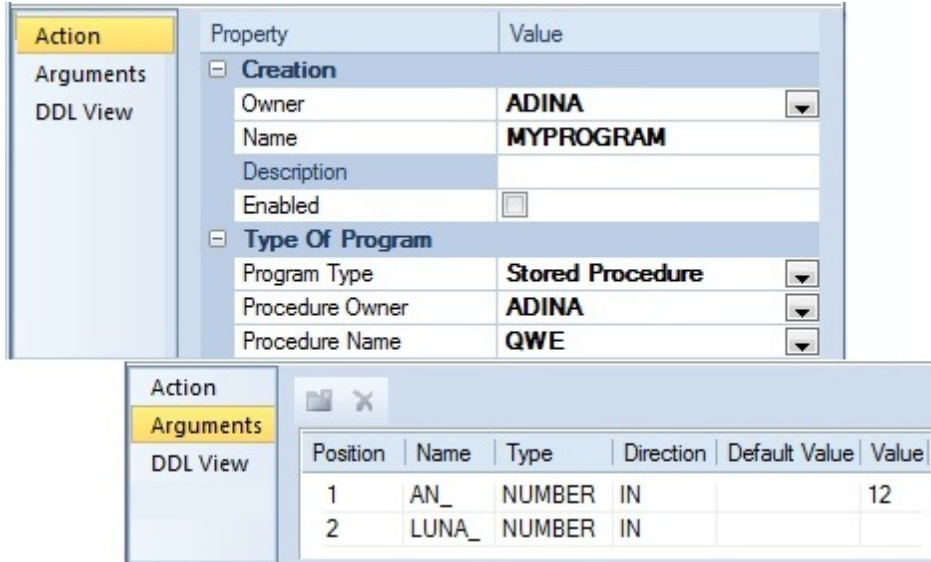 Action
Arguments
DDL View
Property Value
Creation
Owner ADINA
Name MYPROGRAM
Description
Enabled
Type Of Program
Program Type Stored Procedure
Procedure Owner ADINA
Procedure Name QWE
Action
Arguments
DDL View
Position Name Type Direction Default Value Value
1 AN_ NUMBER IN 12
2 LUNA_ NUMBER IN